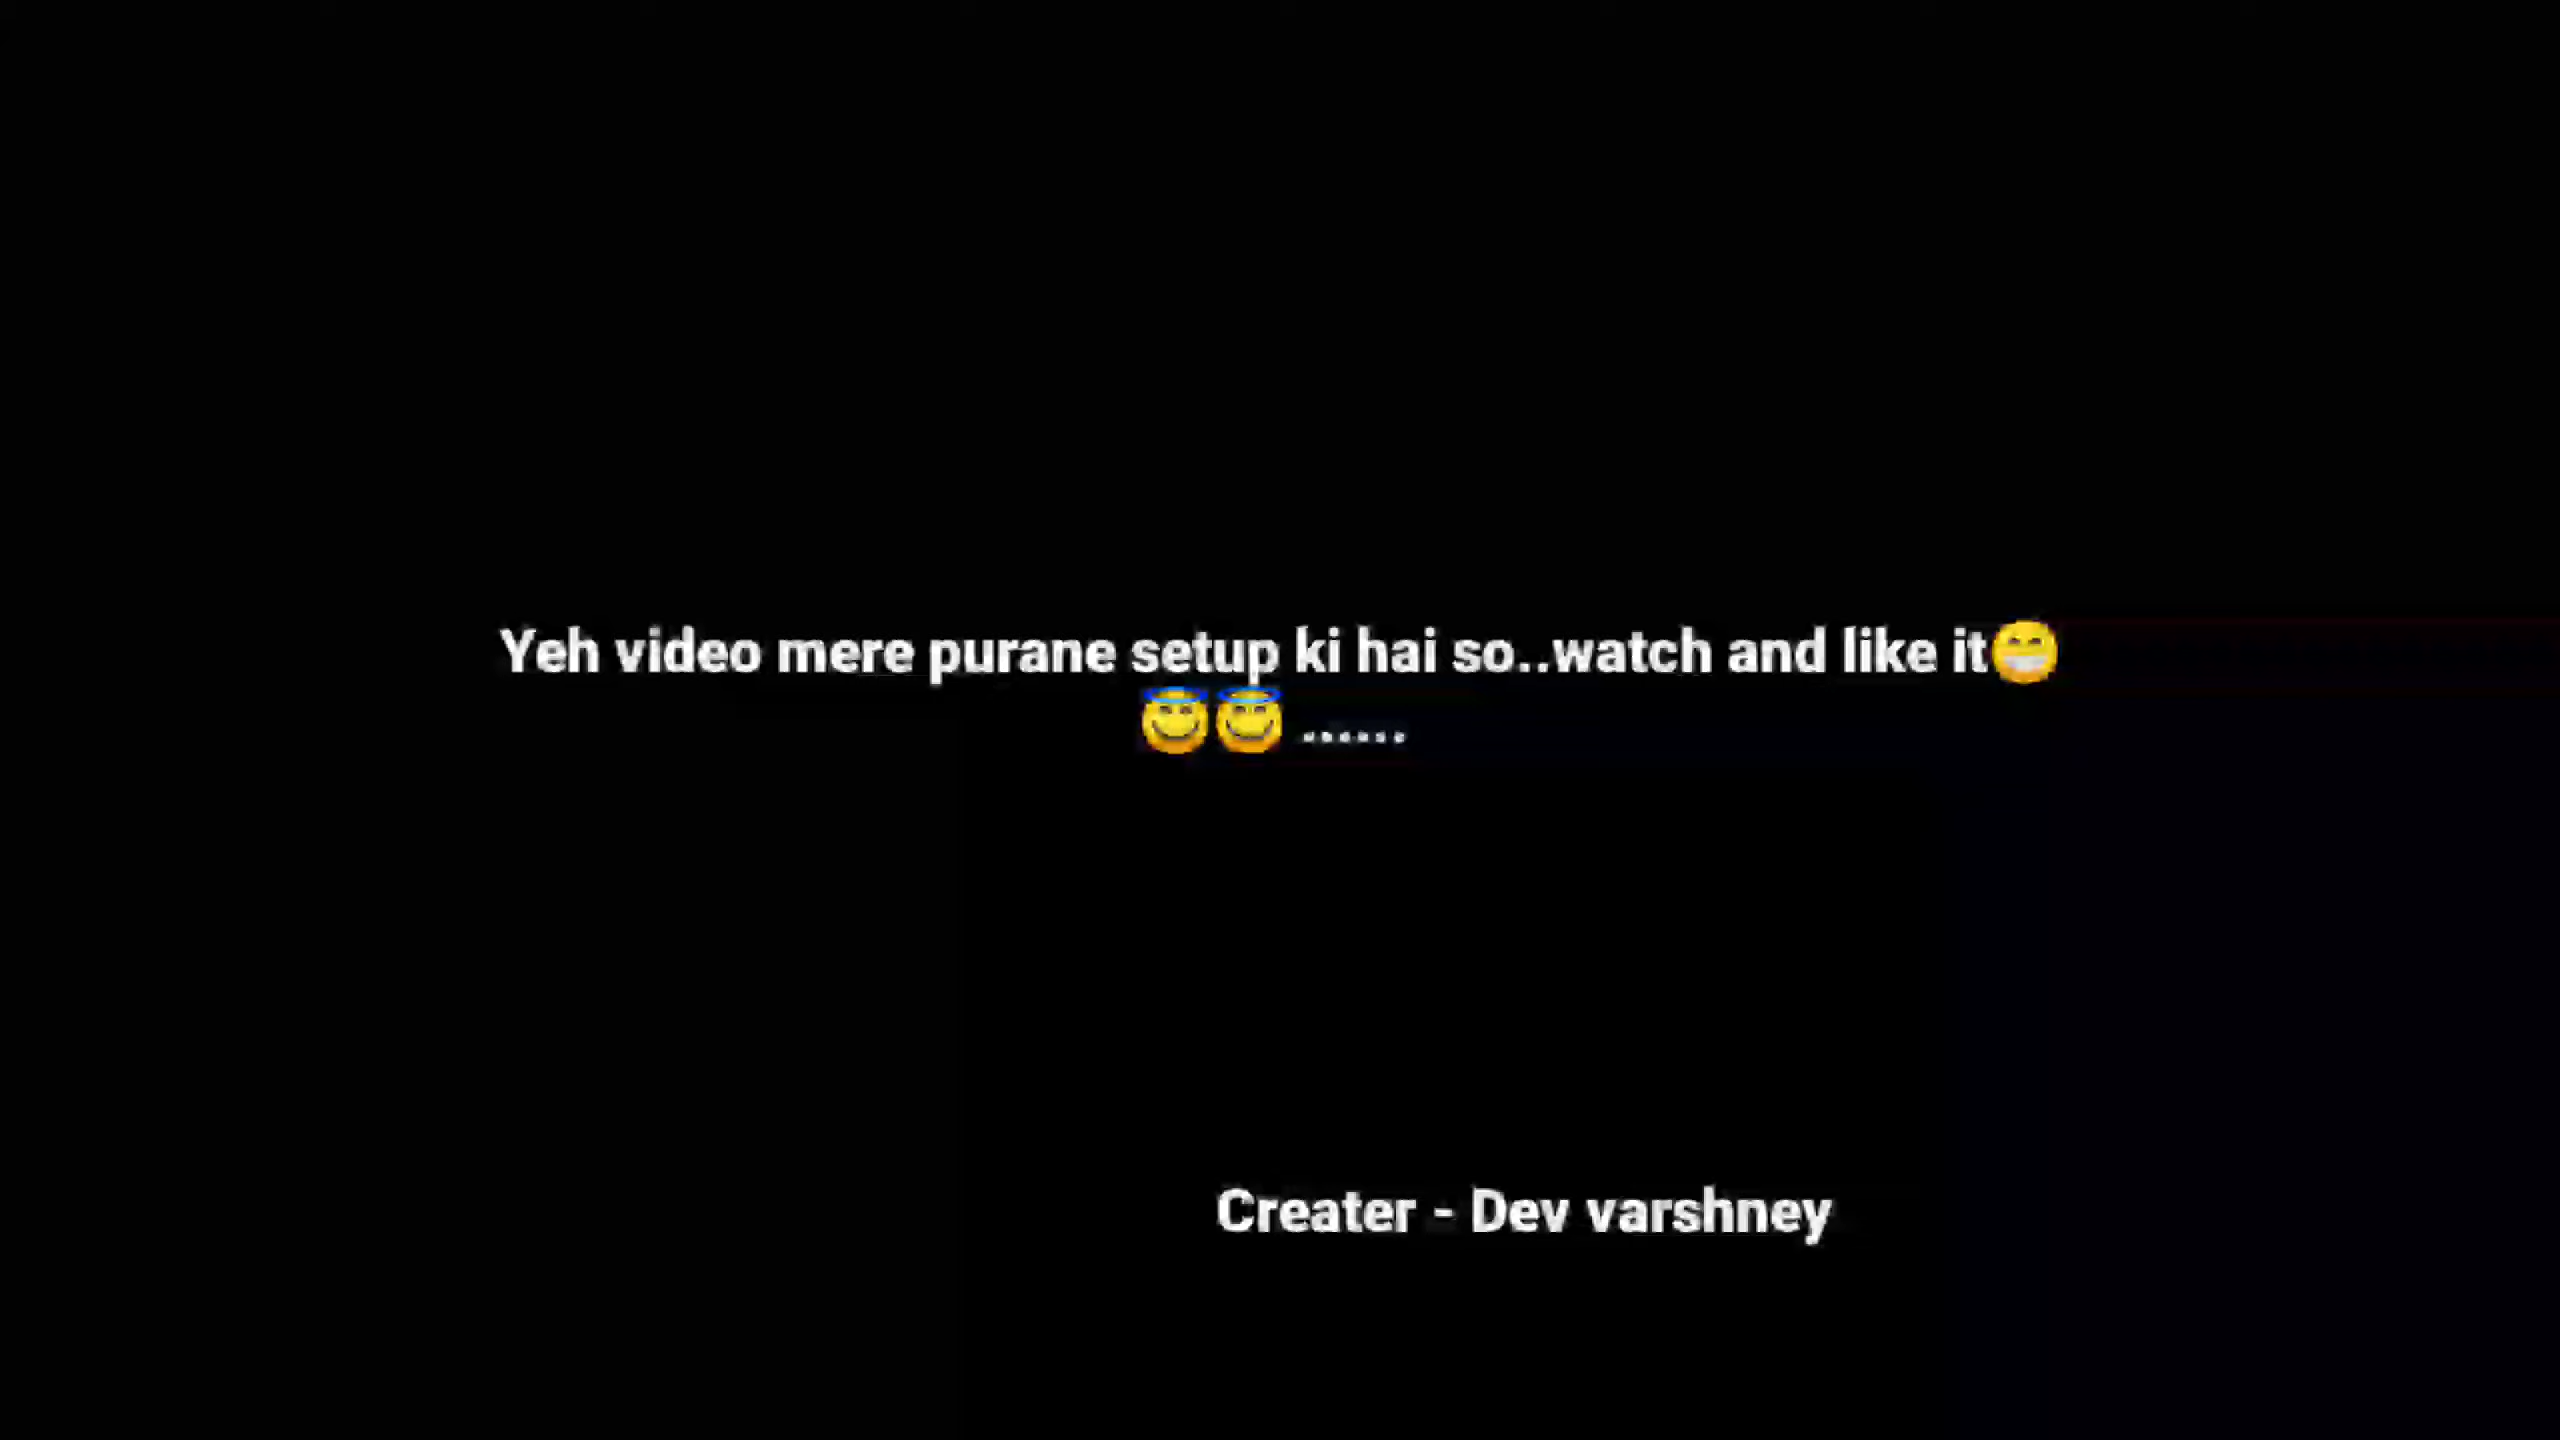 Yeh video mere purane setup ki hai so..watch and like it😁
😇😇 ......
Creater - Dev varshney